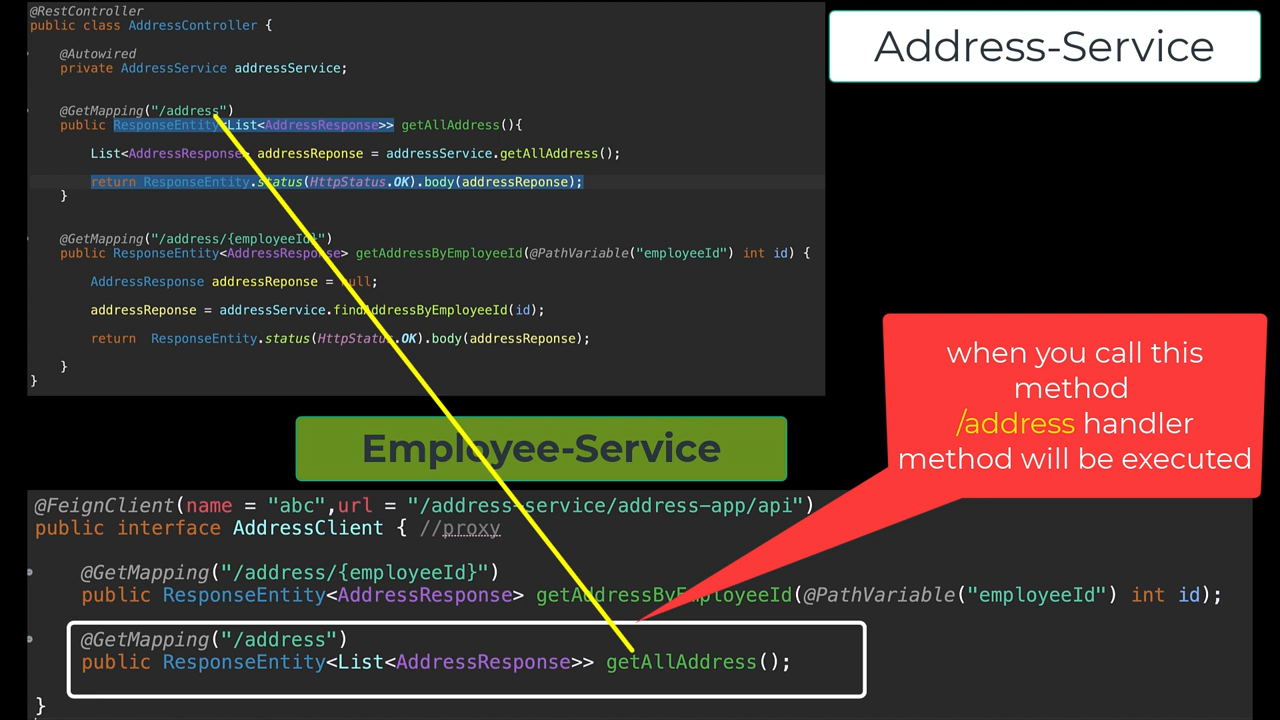 @RestController
public class AddressController {
@Autowired
private AddressService addressService;
@GetMapping("/address")
public ResponseEntity<List<AddressResponse>> getAllAddress(){
List<AddressResponse> addressReponse = addressService.getAllAddress();
return ResponseEntity.status(HttpStatus.OK).body(addressReponse);
}
@GetMapping("/address/{employeeId}")
public ResponseEntity<AddressResponse> getAddressByEmployeeId(@PathVariable("employeeId") int id) {
AddressResponse addressReponse = null;
addressReponse = addressService.findAddressByEmployeeId(id);
return ResponseEntity.status(HttpStatus.OK).body(addressReponse);
}
}
Address-Service
when you call this
method
/address handler
method will be executed
Employee-Service
@FeignClient(name = "abc",url = "/address-service/address-app/api")
public interface AddressClient { //proxy
@GetMapping("/address/{employeeId}")
public ResponseEntity<AddressResponse> getAddressByEmployeeId(@PathVariable("employeeId") int id);
@GetMapping("/address")
public ResponseEntity<List<AddressResponse>> getAllAddress();
}